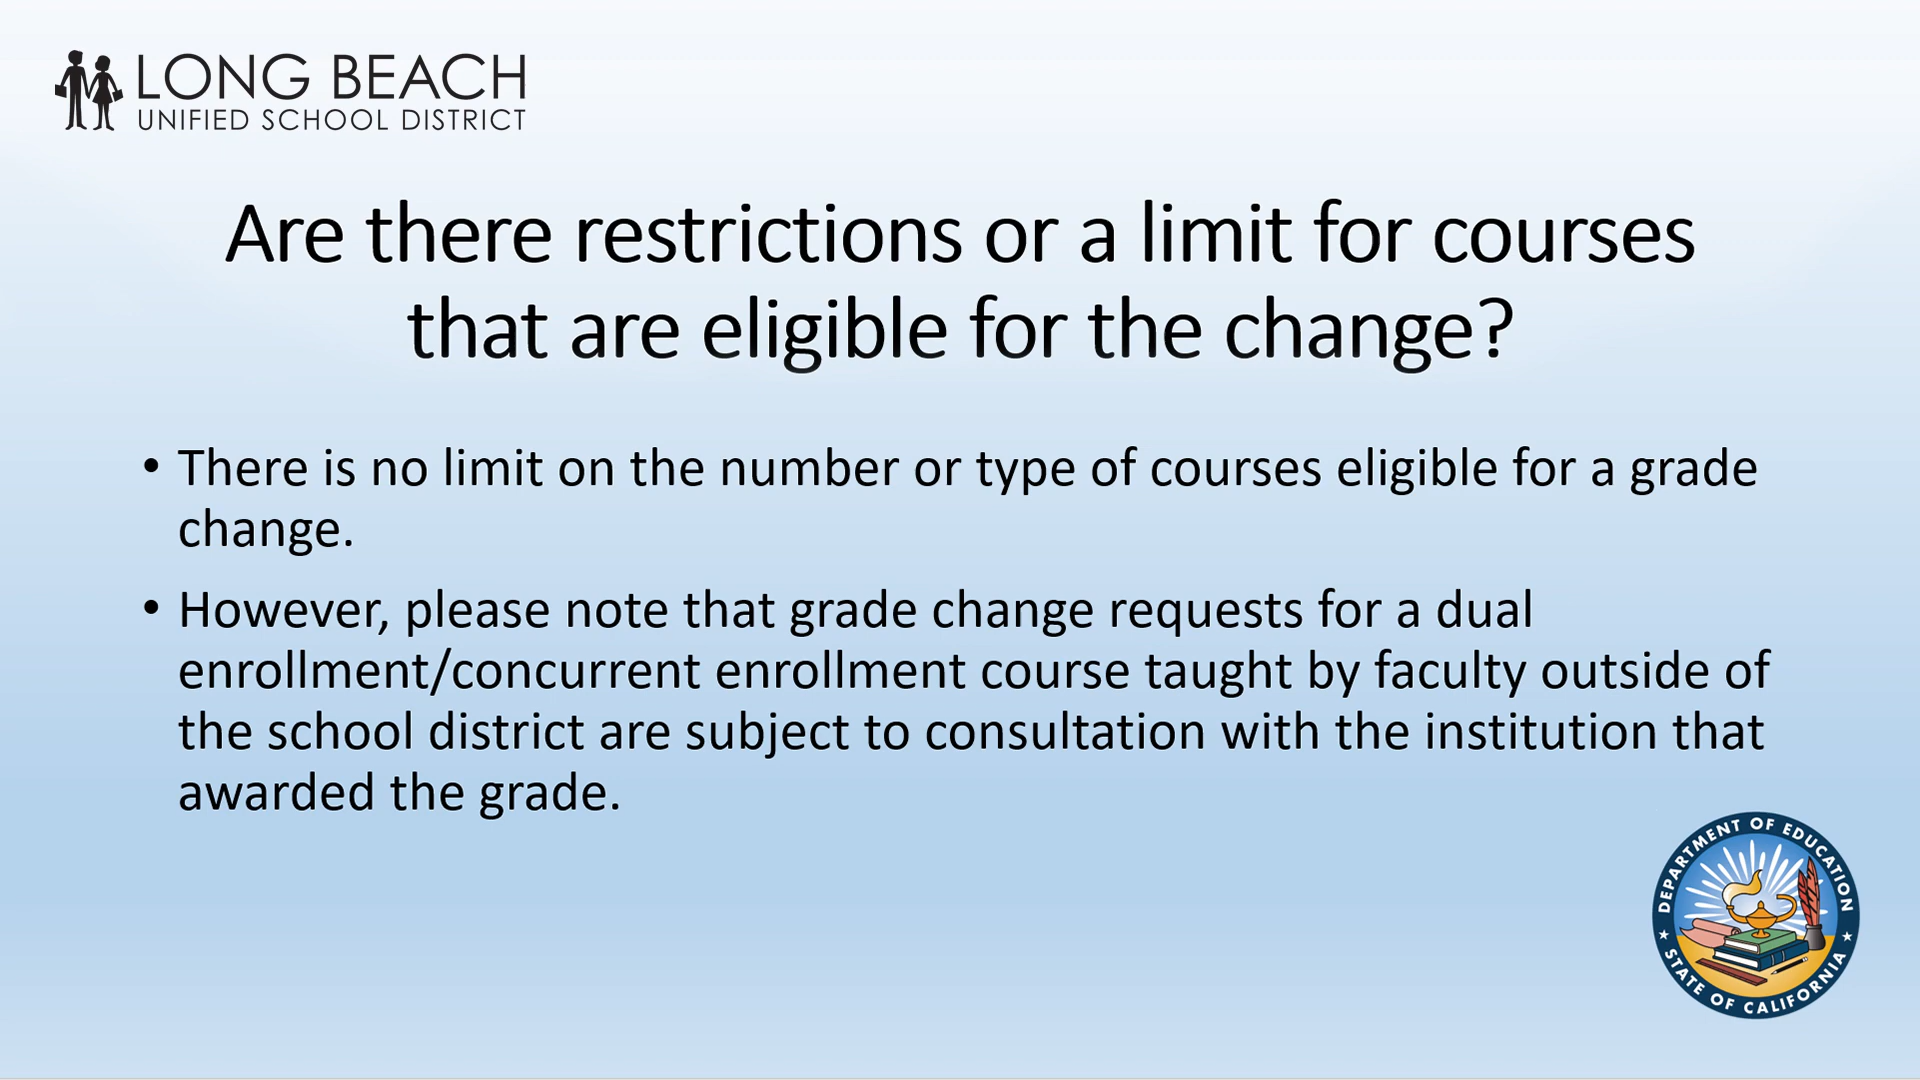 LONG BEACH
UNIFIED SCHOOL DISTRICT
Are there restrictions or a limit for courses
that are eligible for the change?
• There is no limit on the number or type of courses eligible for a grade
change.
• However, please note that grade change requests for a dual
enrollment/concurrent enrollment course taught by faculty outside of
the school district are subject to consultation with the institution that
awarded the grade.
DEPARTMENT OF EDUCATION
STATE OF CALIFORNIA